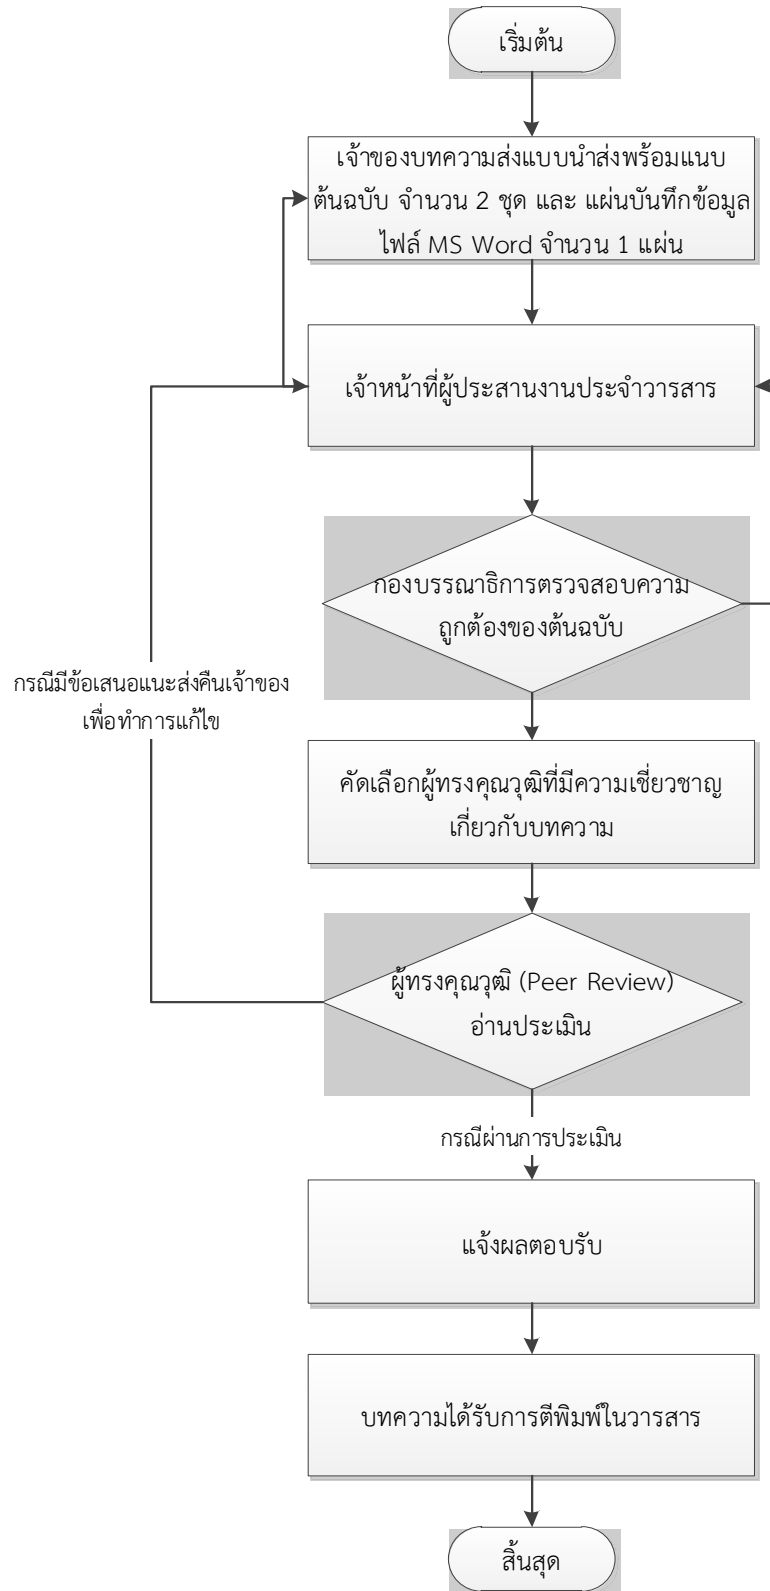 เริ่มต้น
เจ้าของบทความส่งแบบนำส่งพร้อมแนบ
ต้นฉบับ จำนวน 2 ชุด และ แผ่นบันทึกข้อมูล
ไฟล์ MS Word จำนวน 1 แผ่น
เจ้าหน้าที่ผู้ประสานงานประจำวารสาร
กองบรรณาธิการตรวจสอบความ
ถูกต้องของต้นฉบับ
กรณีมีข้อเสนอแนะส่งคืนเจ้าของ
เพื่อทำการแก้ไข
คัดเลือกผู้ทรงคุณวุฒิที่มีความเชี่ยวชาญ
เกี่ยวกับบทความ
ผู้ทรงคุณวุฒิ (Peer Review)
อ่านประเมิน
กรณีผ่านการประเมิน
แจ้งผลตอบรับ
บทความได้รับการตีพิมพ์ในวารสาร
สิ้นสุด